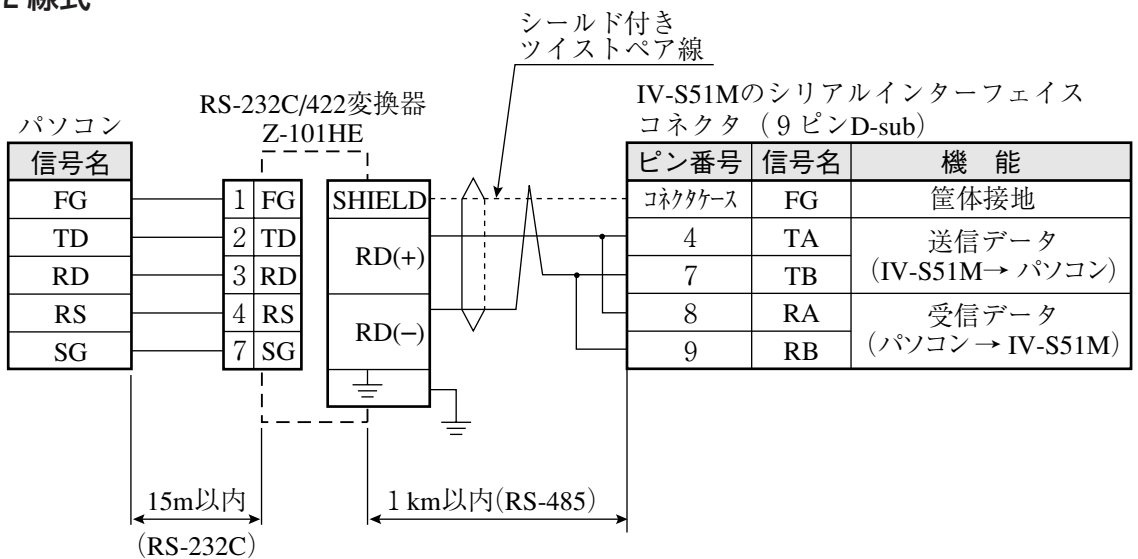 2 線式
シールド付き
ツイストペア線
パソコン
信号名
FG
TD
RD
RS
SG
RS-232C/422変換器
Z-101HE
1 FG
2 TD
3 RD
4 RS
7 SG
SHIELD
RD(+)
RD(−)
IV-S51Mのシリアルインターフェイス
コネクタ(9ピンD-sub)
ピン番号 信号名 機 能
コネクタケース FG 筐体接地
4 TA 送信データ
(IV-S51M→ パソコン)
7 TB
8 RA 受信データ
(パソコン → IV-S51M)
9 RB
15m以内
(RS-232C)
1 km以内(RS-485)